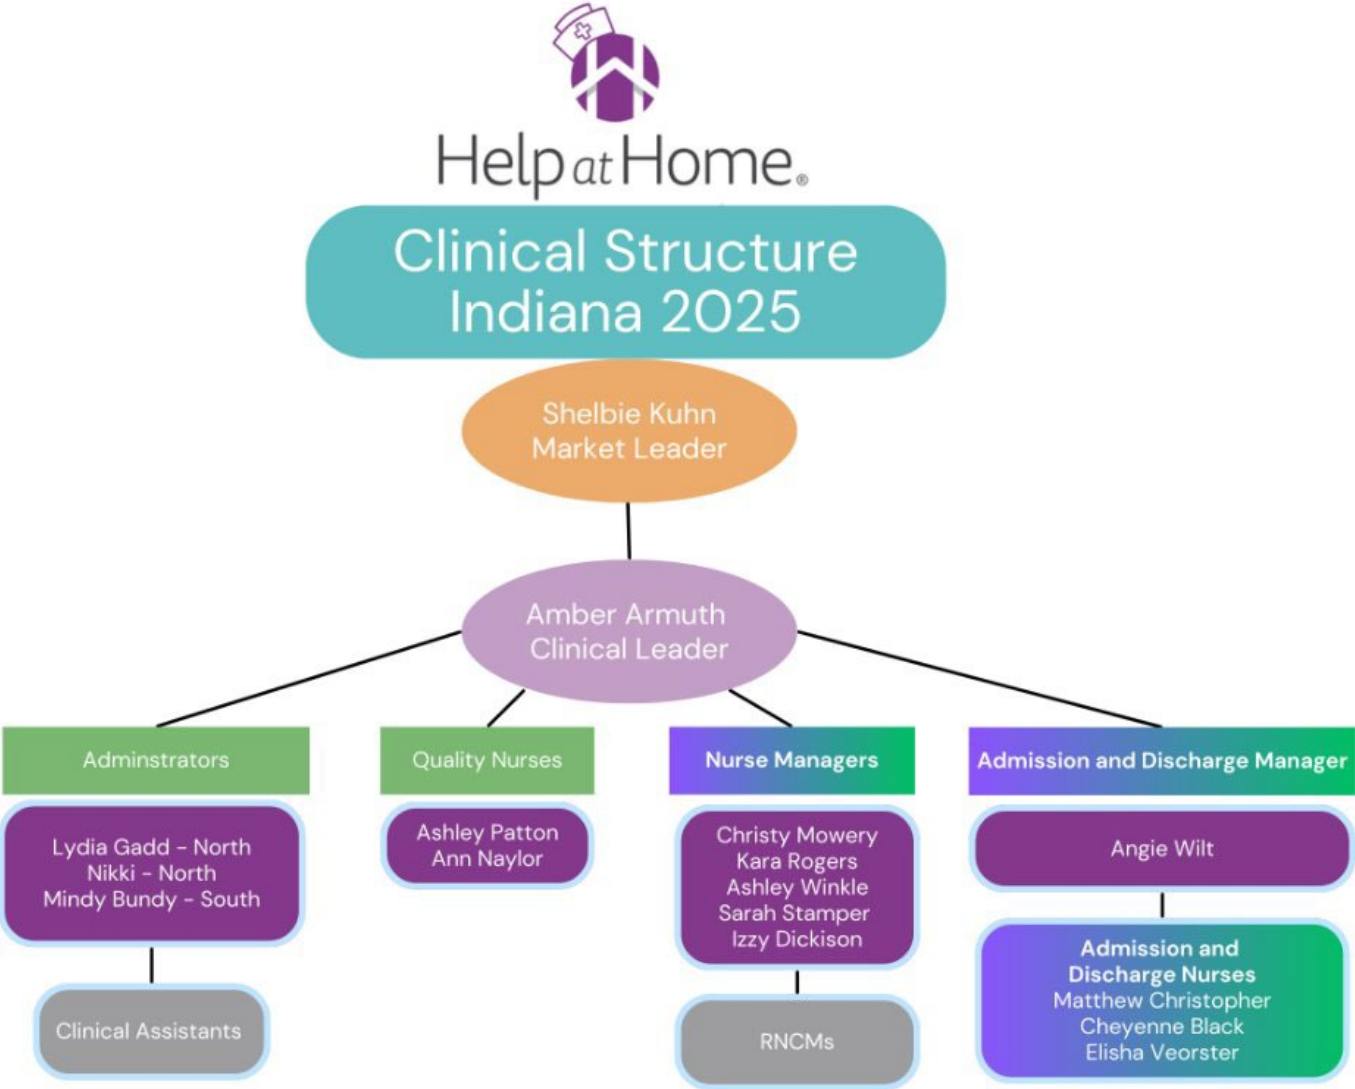 Help at Home®
Clinical Structure
Indiana 2025
Shelbie Kuhn
Market Leader
Amber Armuth
Clinical Leader
Adminstrators
Lydia Gadd - North
Nikki - North
Mindy Bundy - South
Clinical Assistants
Quality Nurses
Ashley Patton
Ann Naylor
Nurse Managers
Christy Mowery
Kara Rogers
Ashley Winkle
Sarah Stamper
Izzy Dickison
RNCMs
Admission and Discharge Manager
Angie Wilt
Admission and
Discharge Nurses
Matthew Christopher
Cheyenne Black
Elisha Veorster